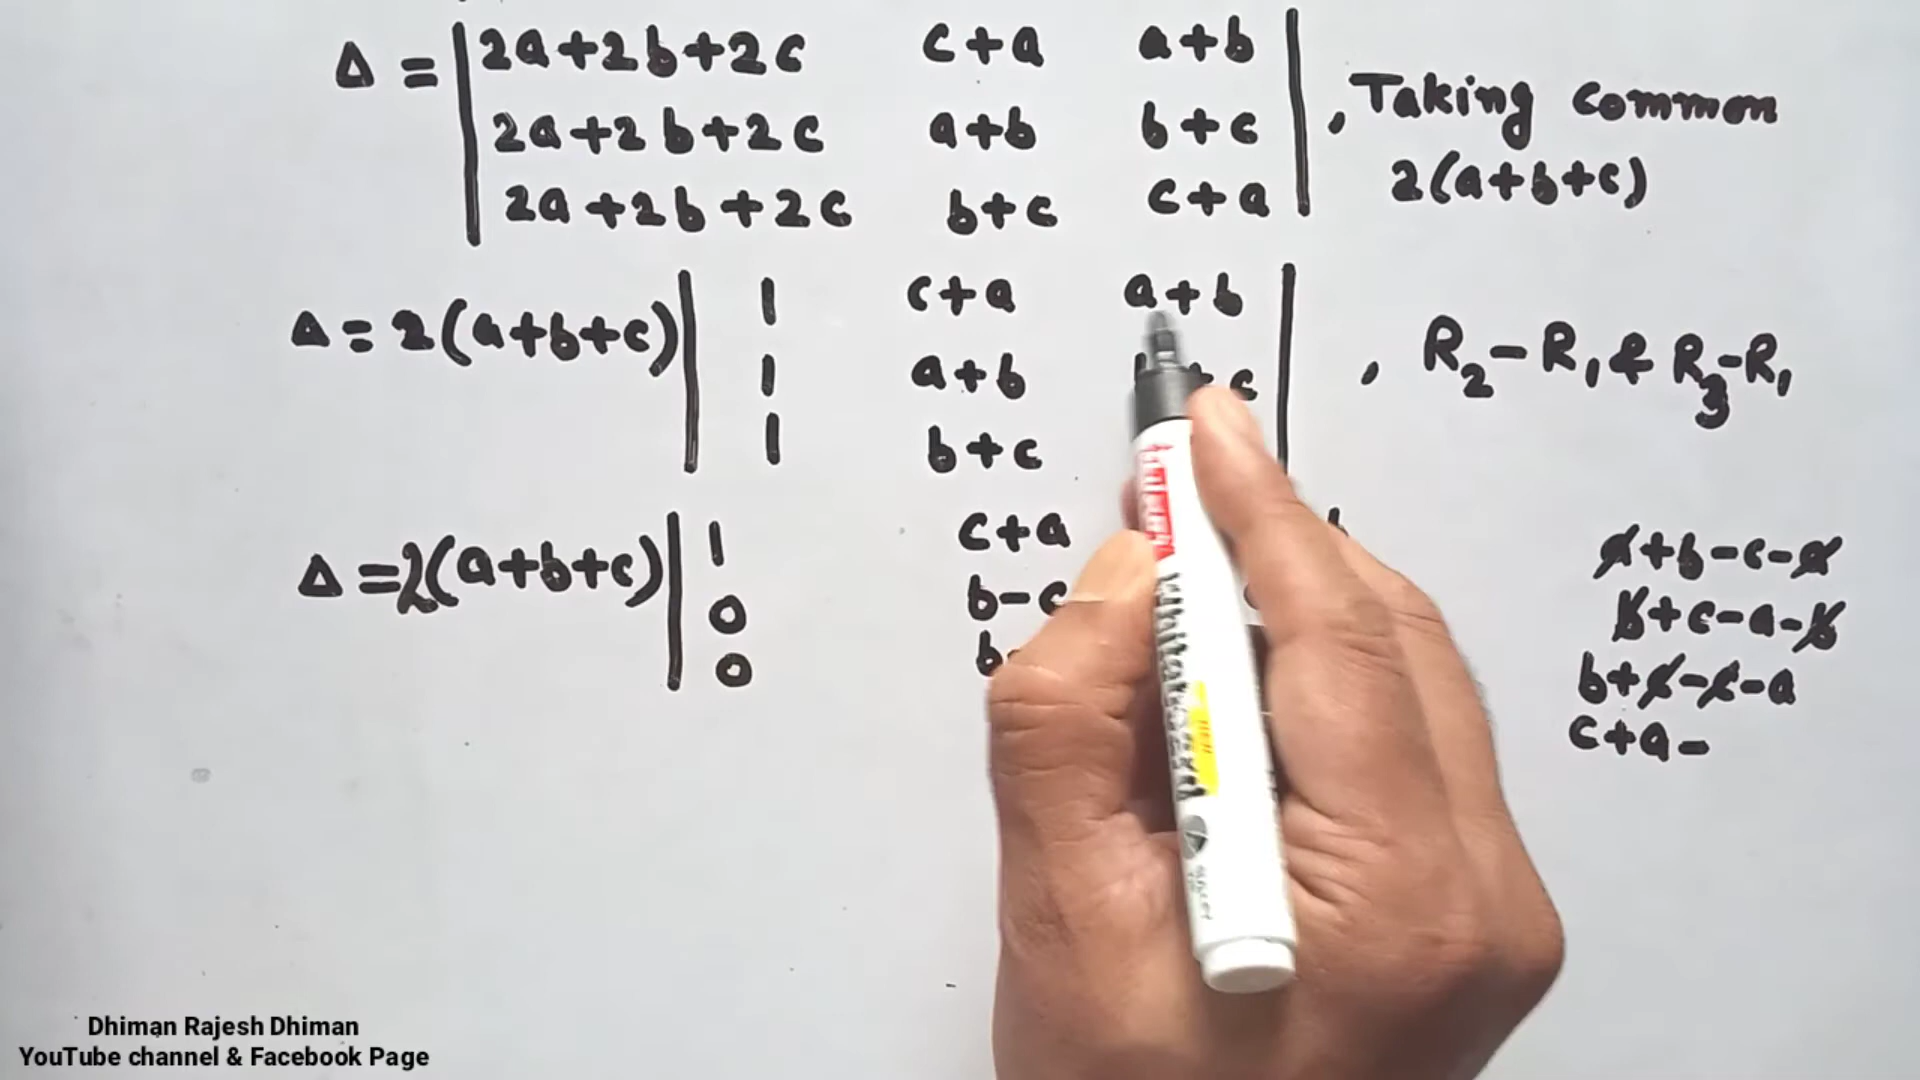 Δ = | 2a+2b+2c c+a a+b |
2a+2b+2c a+b b+c , Taking common
2a+2b+2c b+c c+a 2(a+b+c)
Δ = 2(a+b+c) | 1 c+a a+b |
1 a+b + c , R₂-R₁ & R₃-R₁
1 b+c
Δ = 2(a+b+c) | 1 c+a
0 b-c
0 b-
a+b-c-a
b+c-a-b
b+c-c-a
c+a-
Whiteboard
Dhiman Rajesh Dhiman
YouTube channel & Facebook Page